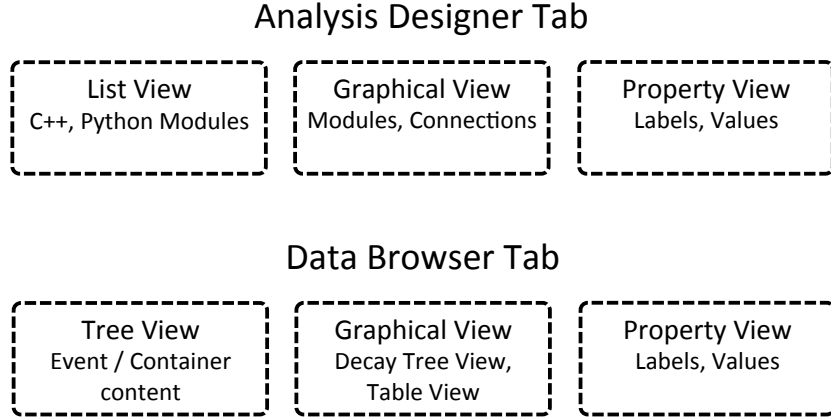 Analysis Designer Tab
List View
C++, Python Modules
Graphical View
Modules, Connections
Property View
Labels, Values
Data Browser Tab
Tree View
Event / Container
content
Graphical View
Decay Tree View,
Table View
Property View
Labels, Values